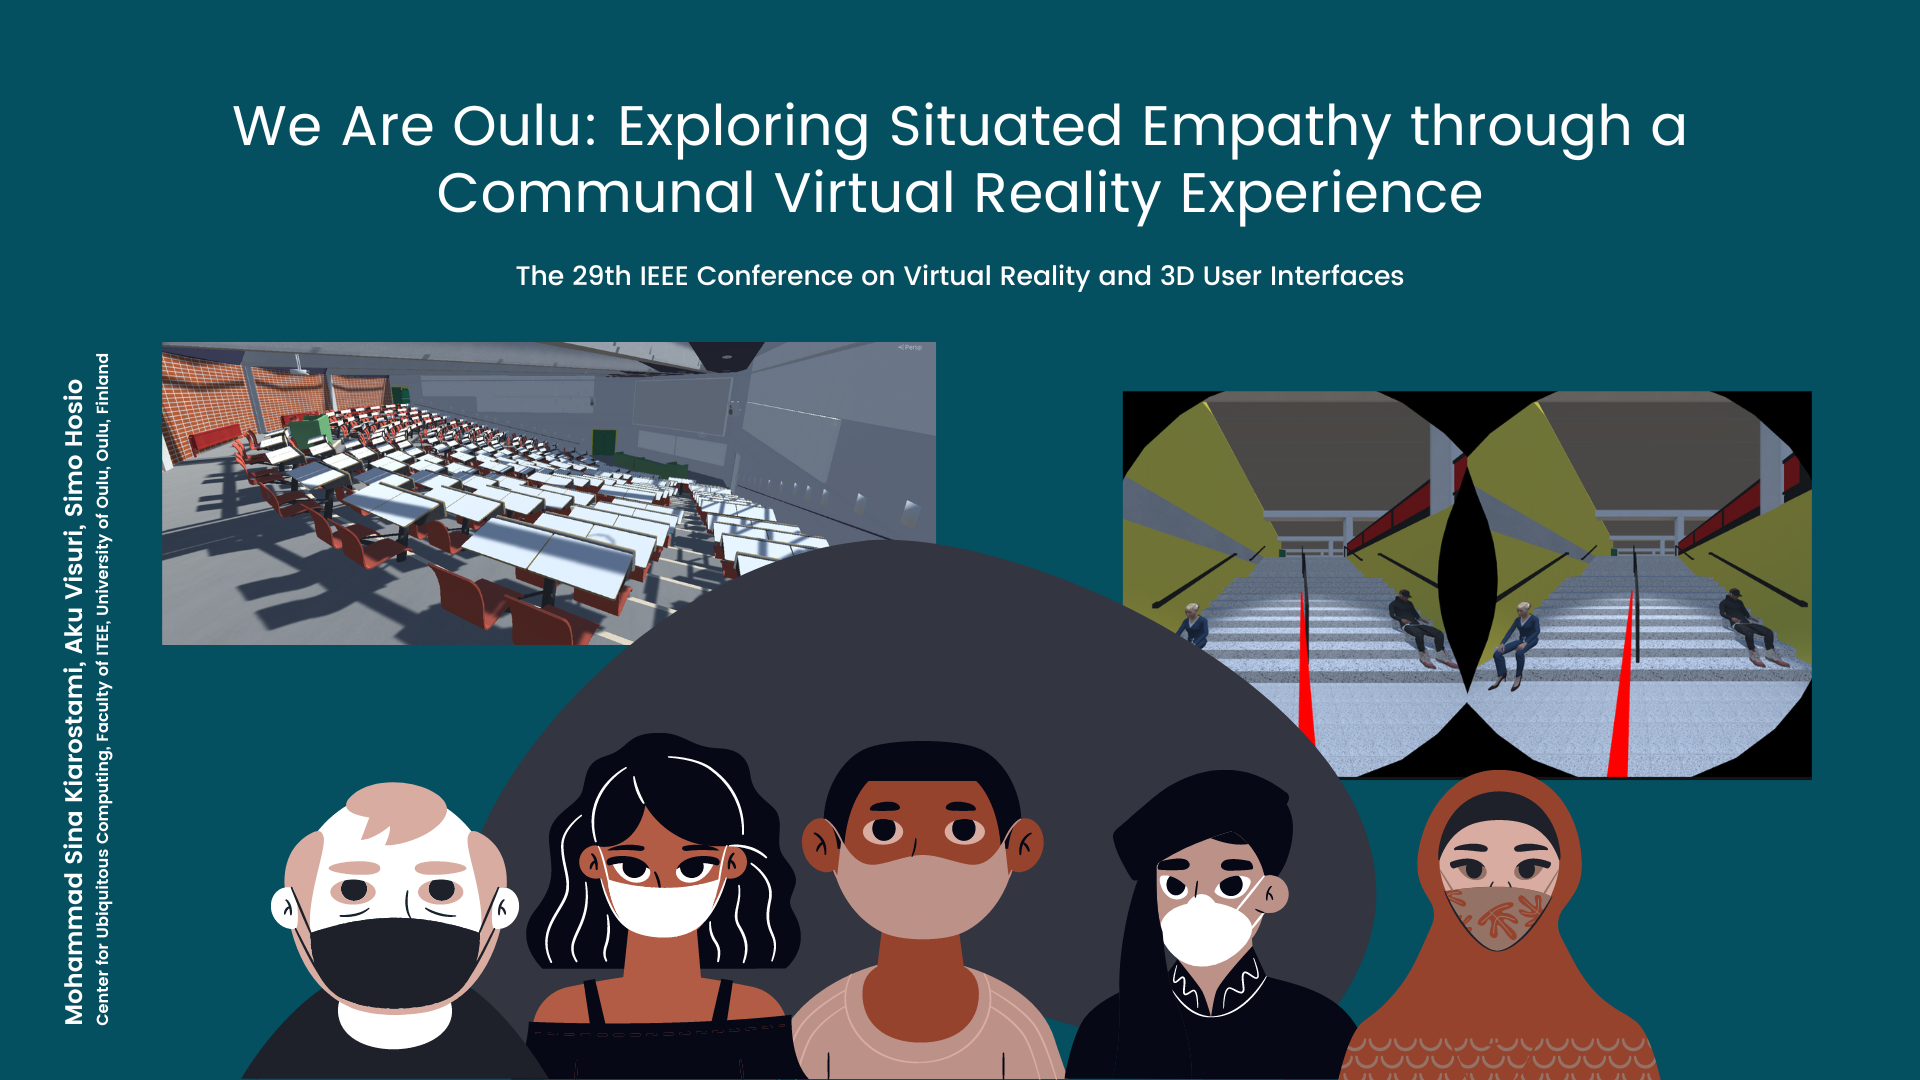 We Are Oulu: Exploring Situated Empathy through a
Communal Virtual Reality Experience
The 29th IEEE Conference on Virtual Reality and 3D User Interfaces
Mohammad Sina Kiarostami, Aku Visuri, Simo Hosio
Center for Ubiquitous Computing, Faculty of ITEE, University of Oulu, Oulu, Finland
Persp